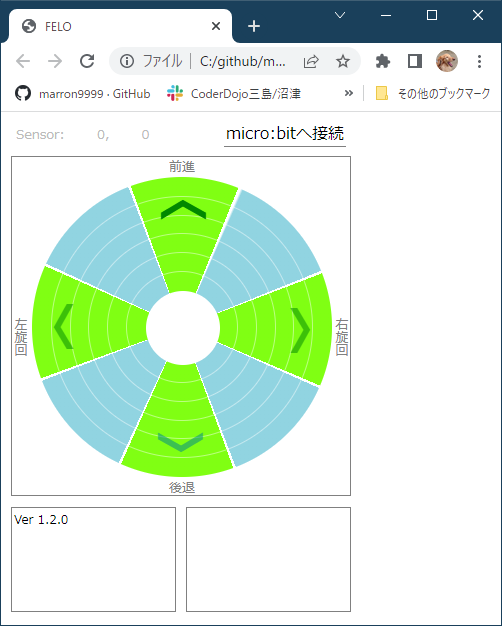 FELO
ファイル
C:/github/m...
marron9999 · GitHub
CoderDojo三島/沼津
»
その他のブックマーク
Sensor: 0, 0
micro:bitへ接続
前進
左旋回
右旋回
後退
Ver 1.2.0